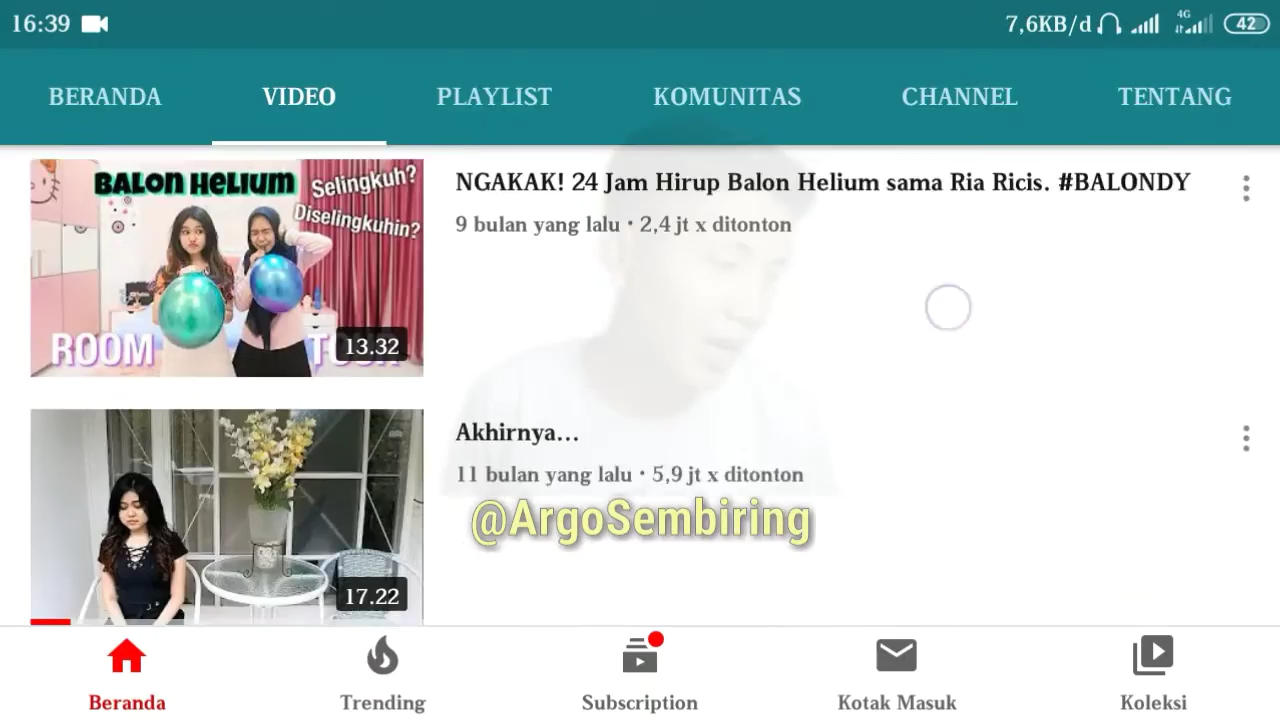 16:39
7,6KB/d
4G
42
BERANDA
VIDEO
PLAYLIST
KOMUNITAS
CHANNEL
TENTANG
BALON HELIUM
Selingkuh?
Diselingkuhin?
ROOM
13.32
NGAKAK! 24 Jam Hirup Balon Helium sama Ria Ricis. #BALONDY
9 bulan yang lalu · 2,4 jt x ditonton
17.22
Akhirnya...
11 bulan yang lalu · 5,9 jt x ditonton
@ArgoSembiring
Beranda
Trending
Subscription
Kotak Masuk
Koleksi